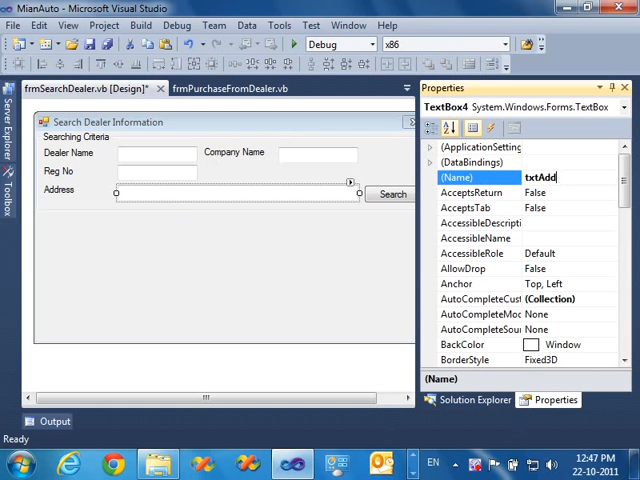 MianAuto - Microsoft Visual Studio
File Edit View Project Build Debug Team Data Tools Test Window Help
Debug x86
Server Explorer
Toolbox
frmSearchDealer.vb [Design]* frmPurchaseFromDealer.vb
Search Dealer Information
Searching Criteria
Dealer Name Company Name
Reg No
Address Search
Properties
TextBox4 System.Windows.Forms.TextBox
(ApplicationSetting
(DataBindings)
(Name) txtAdd
AcceptsReturn False
AcceptsTab False
AccessibleDescripti
AccessibleName
AccessibleRole Default
AllowDrop False
Anchor Top, Left
AutoCompleteCust (Collection)
AutoCompleteMod None
AutoCompleteSour None
BackColor Window
BorderStyle Fixed3D
(Name)
Solution Explorer Properties
Output
Ready
EN 12:47 PM
22-10-2011